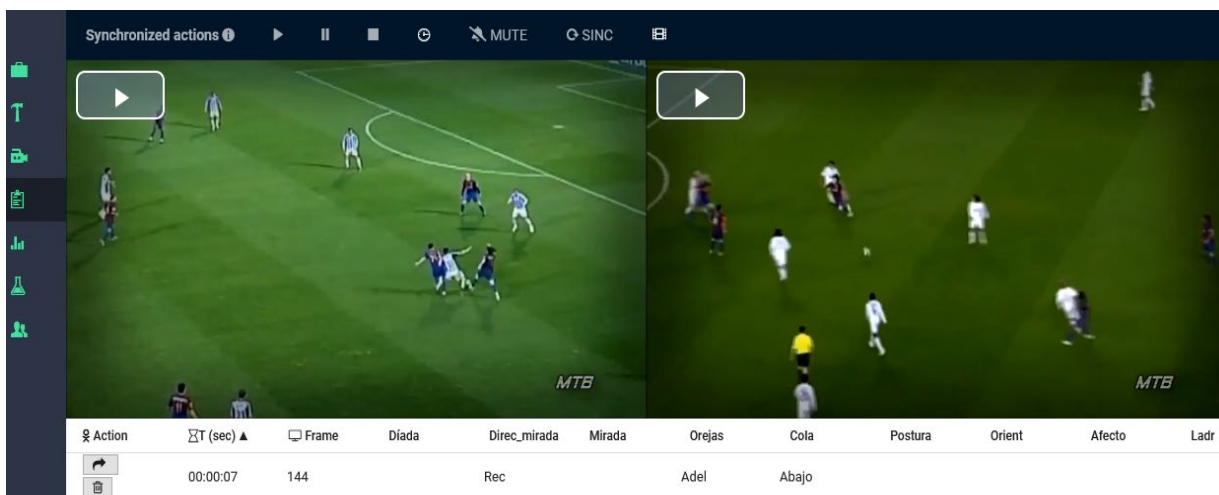 Synchronized actions MUTE SINC
MTB MTB
11
Action T (sec) ▲ Frame Díada Direc_mirada Mirada Orejas Cola Postura Orient Afecto Ladr
00:00:07 144 Rec Adel Abajo